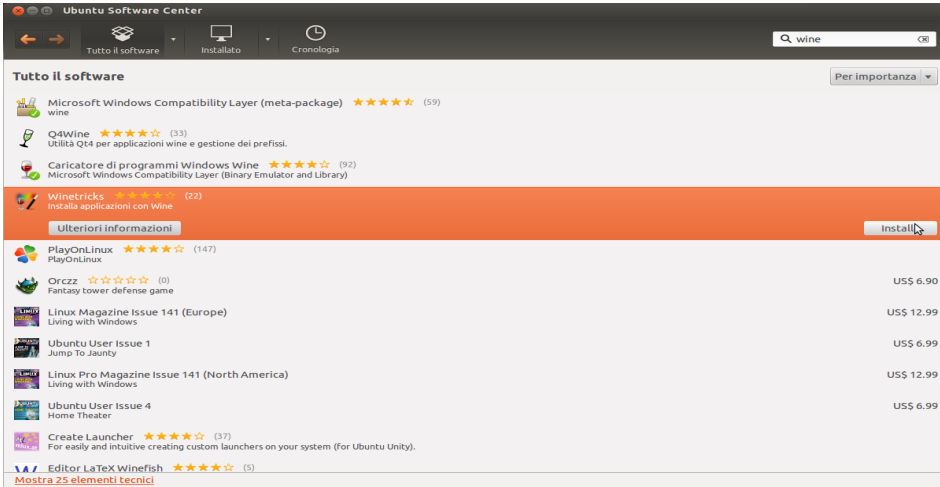 Ubuntu Software Center
Tutto il software
Installato
Cronologia
wine
Tutto il software
Per importanza
Microsoft Windows Compatibility Layer (meta-package) (59)
wine
Q4Wine (33)
Utilità Qt4 per applicazioni wine e gestione dei prefissi.
Caricatore di programmi Windows Wine (92)
Microsoft Windows Compatibility Layer (Binary Emulator and Library)
Winetricks (22)
Installa applicazioni con Wine
Ulteriori informazioni
PlayOnLinux (147)
PlayOnLinux
Orczz (0) US$ 6.90
Fantasy tower defense game
Linux Magazine Issue 141 (Europe) US$ 12.99
Living with Windows
Ubuntu User Issue 1 US$ 6.99
Jump To Jaunty
Linux Pro Magazine Issue 141 (North America) US$ 12.99
Living with Windows
Ubuntu User Issue 4 US$ 6.99
Home Theater
Create Launcher (37)
For easily and intuitive creating custom launchers on your system (for Ubuntu Unity).
Editor LaTeX Winefish (5)
Mostra 25 elementi tecnici